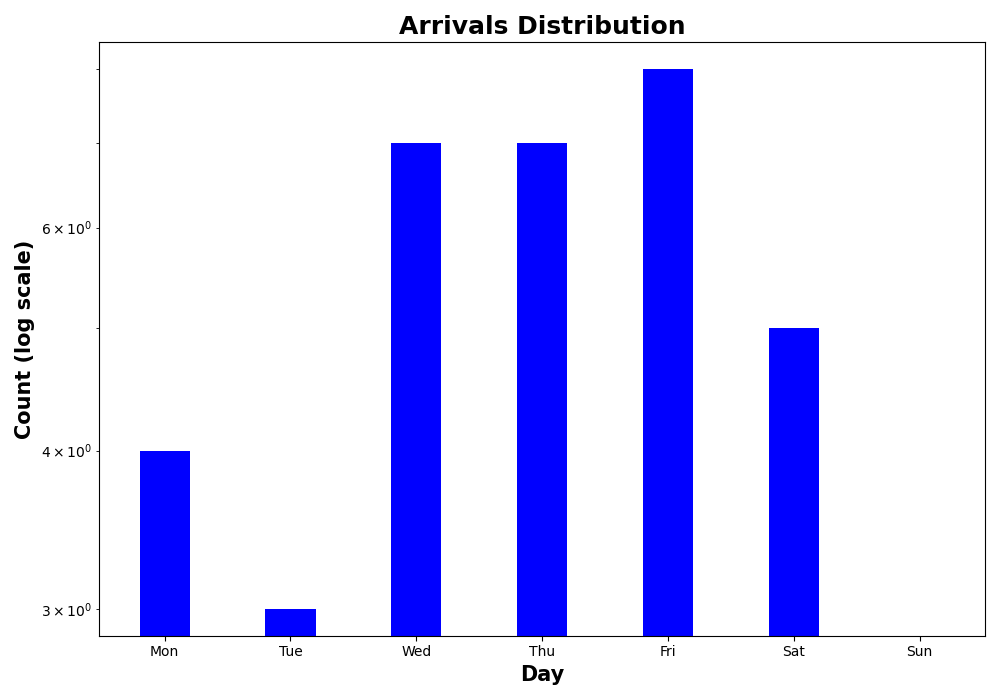 Arrivals Distribution
Count (log scale)
6 × 10⁰
4 × 10⁰
3 × 10⁰
Mon Tue Wed Thu Fri Sat Sun
Day